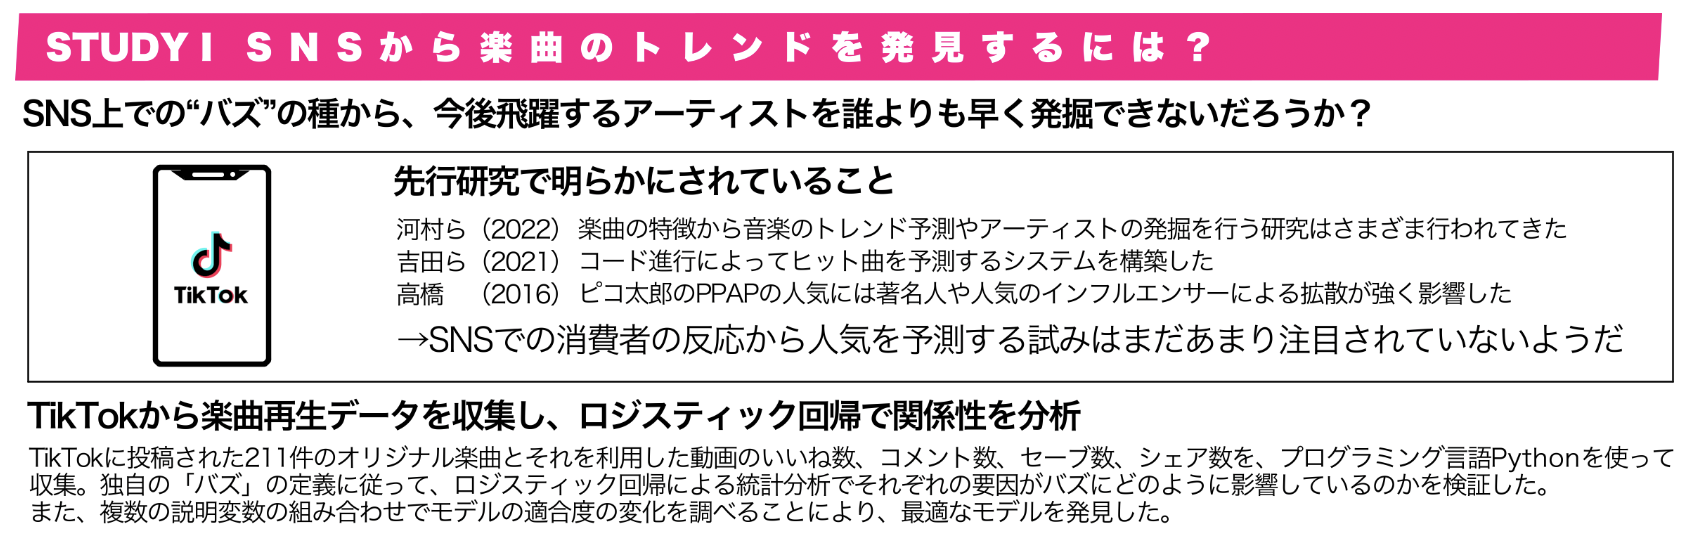 STUDY I SNSから楽曲のトレンドを発見するには？
SNS上での“バズ”の種から、今後飛躍するアーティストを誰よりも早く発掘できないだろうか？
先行研究で明らかにされていること
河村ら（2022） 楽曲の特徴から音楽のトレンド予測やアーティストの発掘を行う研究はさまざま行われてきた
吉田ら（2021） コード進行によってヒット曲を予測するシステムを構築した
高橋　（2016） ピコ太郎のPPAPの人気には著名人や人気のインフルエンサーによる拡散が強く影響した
→SNSでの消費者の反応から人気を予測する試みはまだあまり注目されていないようだ
TikTok
TikTokから楽曲再生データを収集し、ロジスティック回帰で関係性を分析
TikTokに投稿された211件のオリジナル楽曲とそれを利用した動画のいいね数、コメント数、セーブ数、シェア数を、プログラミング言語Pythonを使って
収集。独自の「バズ」の定義に従って、ロジスティック回帰による統計分析でそれぞれの要因がバズにどのように影響しているのかを検証した。
また、複数の説明変数の組み合わせでモデルの適合度の変化を調べることにより、最適なモデルを発見した。